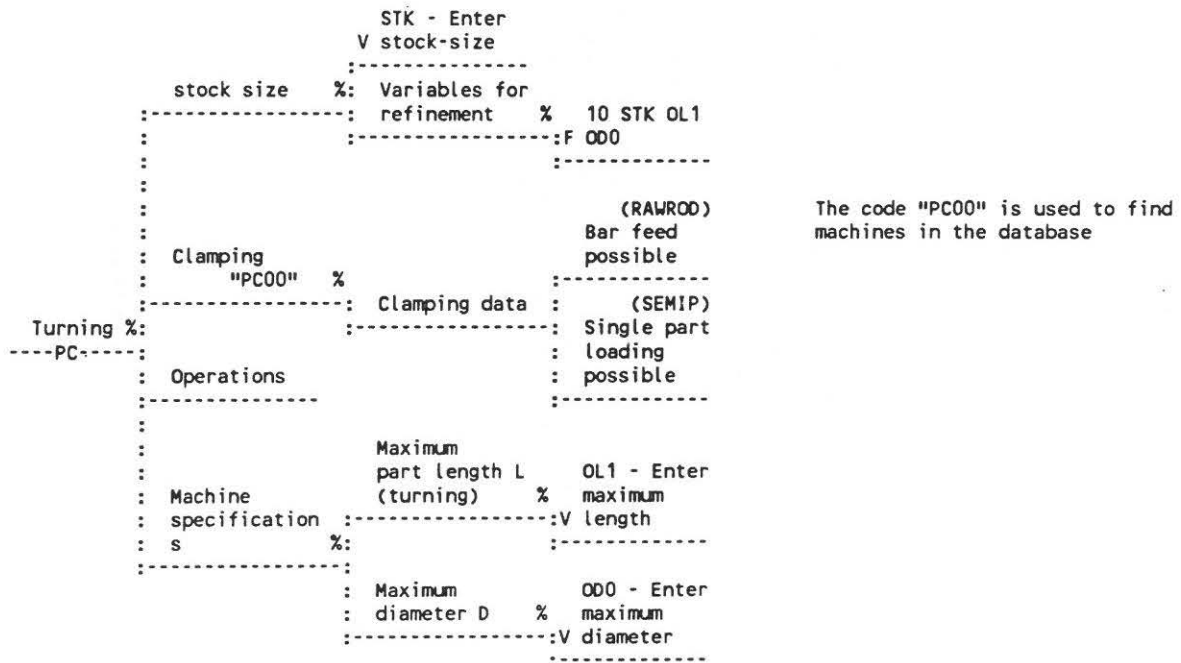 STK - Enter
V stock-size
stock size %: Variables for
refinement % 10 STK OL1
F OD0
(RAWROD) The code "PC00" is used to find
Bar feed machines in the database
Clamping possible
"PC00" %
Clamping data (SEMIP)
Turning %: Single part
PC loading
Operations possible
Maximum
part length L OL1 - Enter
Machine (turning) % maximum
specification V length
s %:
Maximum OD0 - Enter
diameter D % maximum
V diameter